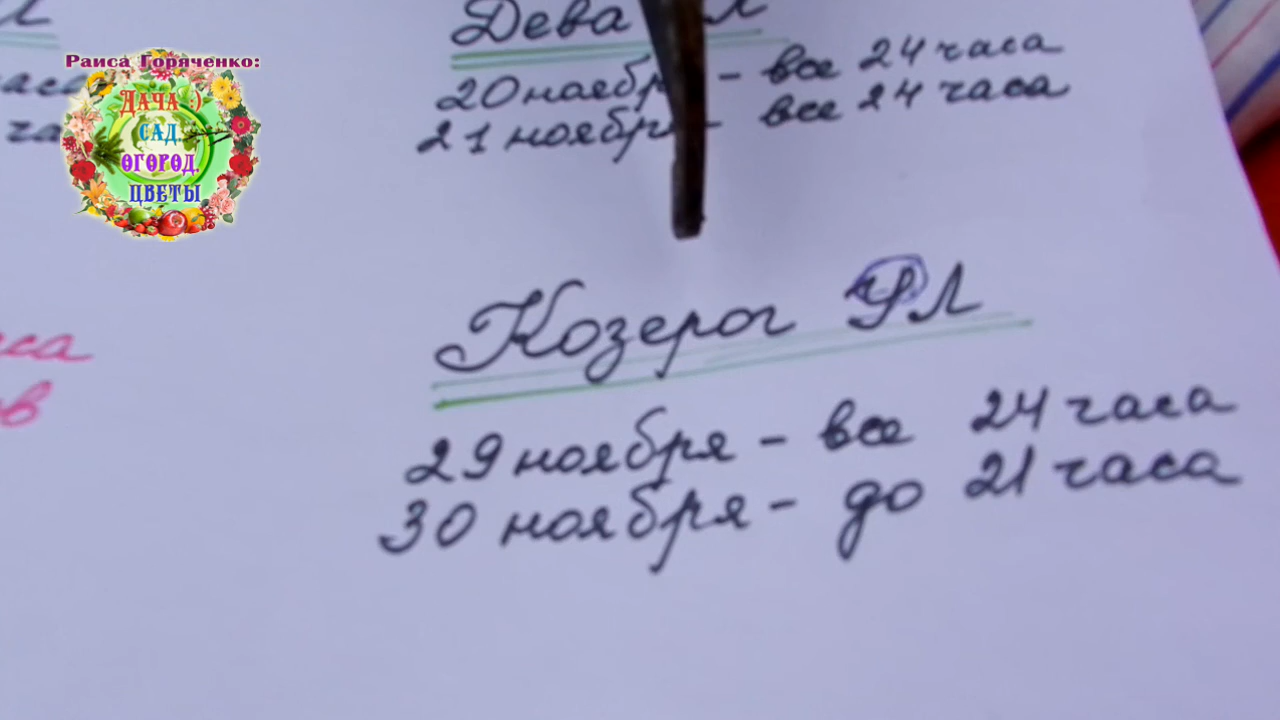 Раиса Горяченко:
Дача :)
сад,
огород,
цветы
Дева
20 ноября - все 24 часа
21 ноября - все 24 часа
Козерог УЛ
29 ноября - все 24 часа
30 ноября - до 21 часа